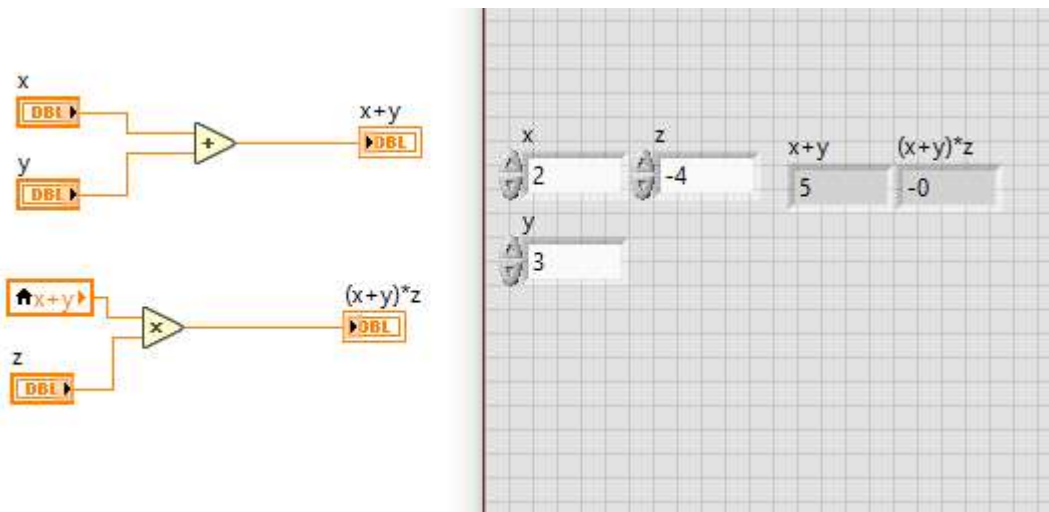 x
DBL
+
x+y
DBL
y
DBL
x+y
×
(x+y)*z
DBL
z
DBL
x
2
z
-4
x+y
5
(x+y)*z
-0
y
3